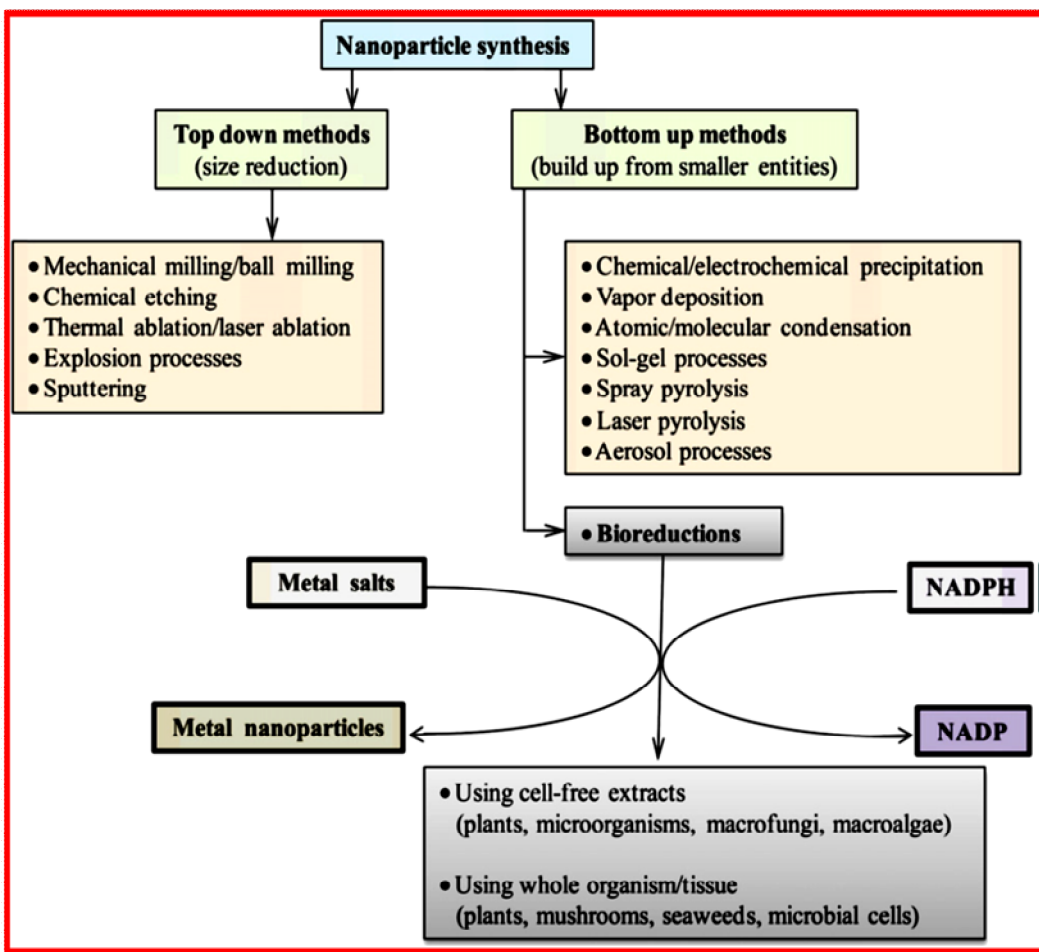 Nanoparticle synthesis
Top down methods
(size reduction)
Bottom up methods
(build up from smaller entities)
• Mechanical milling/ball milling
• Chemical etching
• Thermal ablation/laser ablation
• Explosion processes
• Sputtering
• Chemical/electrochemical precipitation
• Vapor deposition
• Atomic/molecular condensation
• Sol-gel processes
• Spray pyrolysis
• Laser pyrolysis
• Aerosol processes
• Bioreductions
Metal salts
NADPH
Metal nanoparticles
NADP
• Using cell-free extracts
(plants, microorganisms, macrofungi, macroalgae)
• Using whole organism/tissue
(plants, mushrooms, seaweeds, microbial cells)